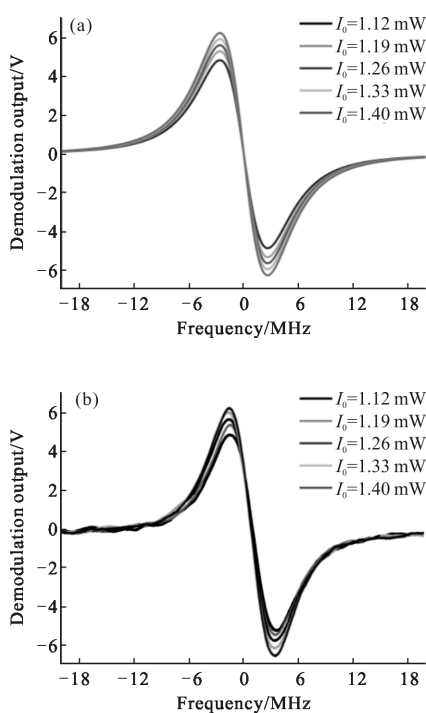 (a)
I₀=1.12 mW
I₀=1.19 mW
I₀=1.26 mW
I₀=1.33 mW
I₀=1.40 mW
Demodulation output/V
6
4
2
0
−2
−4
−6
−18 −12 −6 0 6 12 18
Frequency/MHz
(b)
I₀=1.12 mW
I₀=1.19 mW
I₀=1.26 mW
I₀=1.33 mW
I₀=1.40 mW
Demodulation output/V
6
4
2
0
−2
−4
−6
−18 −12 −6 0 6 12 18
Frequency/MHz